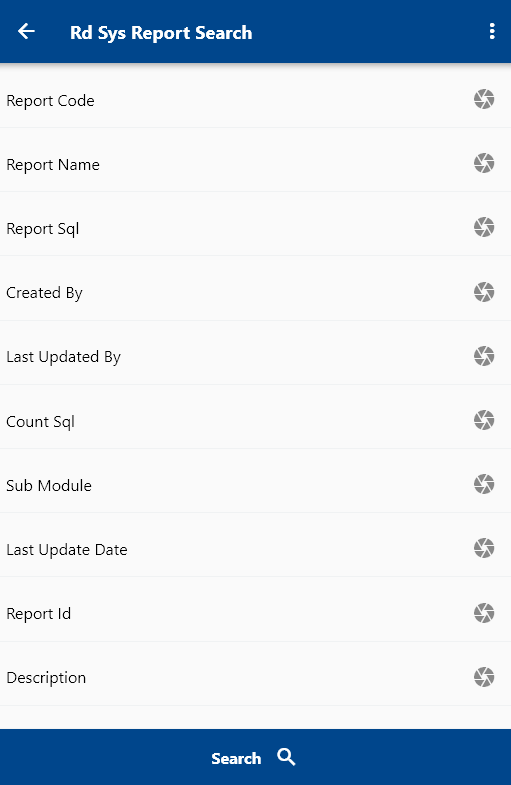 Rd Sys Report Search
Report Code
Report Name
Report Sql
Created By
Last Updated By
Count Sql
Sub Module
Last Update Date
Report Id
Description
Search